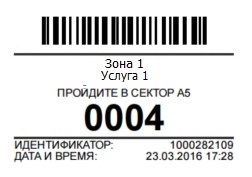 Зона 1
Услуга 1
ПРОЙДИТЕ В СЕКТОР А5
0004
ИДЕНТИФИКАТОР: 1000282109
ДАТА И ВРЕМЯ: 23.03.2016 17:28